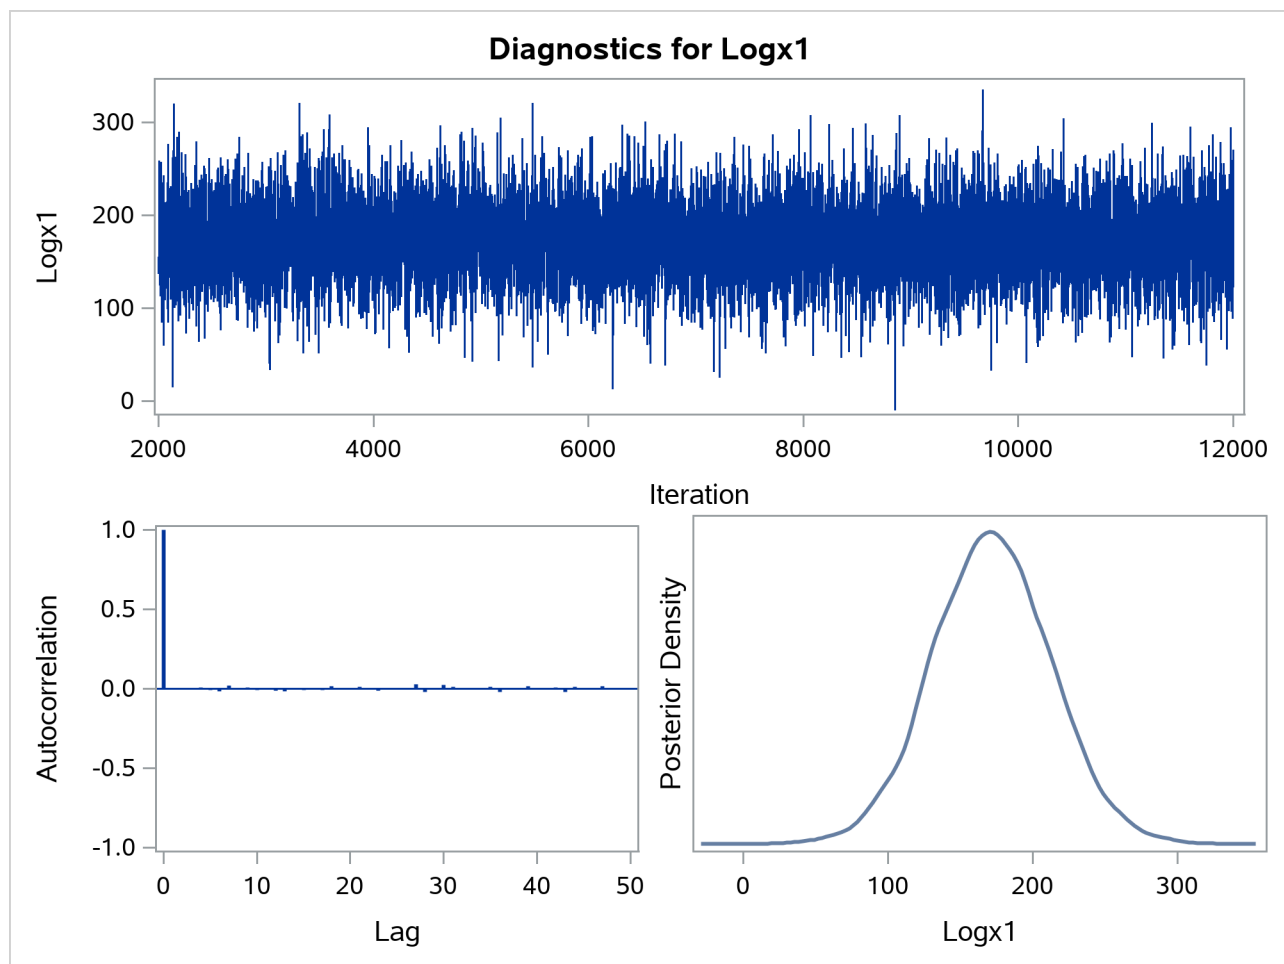 Diagnostics for Logx1
Logx1
300
200
100
0
2000 4000 6000 8000 10000 12000
Iteration
Autocorrelation
1.0
0.5
0.0
-0.5
-1.0
0 10 20 30 40 50
Lag
Posterior Density
0 100 200 300
Logx1